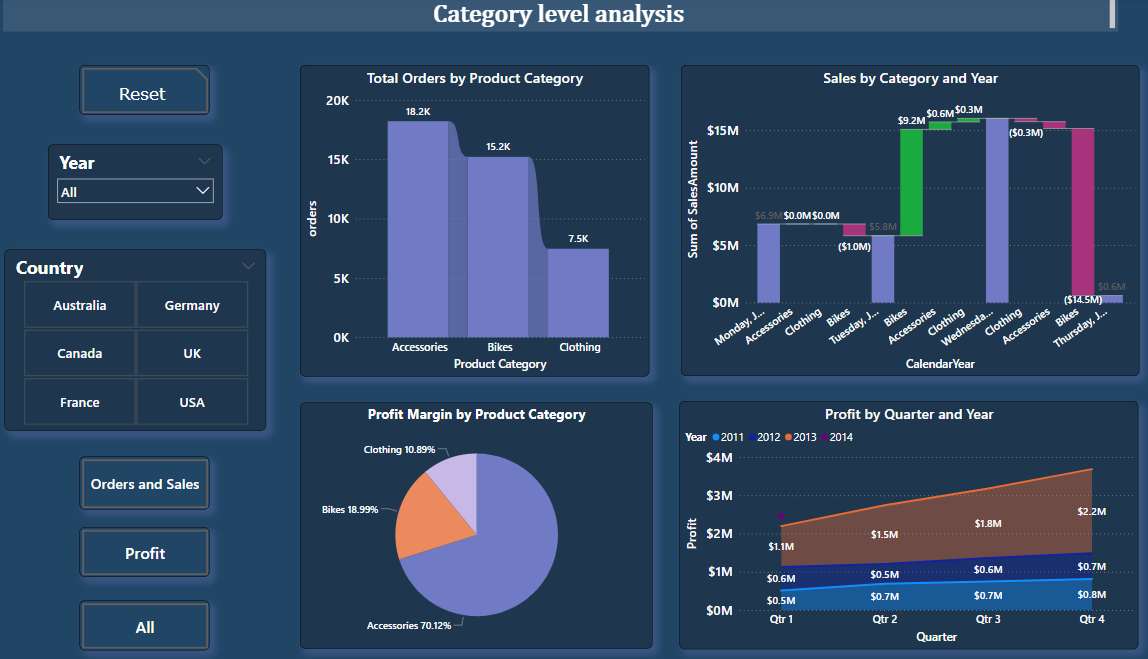 Category level analysis
Reset
Year
All
Country
Australia
Germany
Canada
UK
France
USA
Orders and Sales
Profit
All
Total Orders by Product Category
20K
15K
10K
5K
0K
orders
18.2K
15.2K
7.5K
Accessories
Bikes
Clothing
Product Category
Sales by Category and Year
$15M
$10M
$5M
$0M
Sum of SalesAmount
$6.9M
$0.0M
$0.0M
($1.0M)
$5.8M
$9.2M
$0.6M
$0.3M
($0.3M)
($14.5M)
$0.6M
Monday, J...
Accessories
Clothing
Bikes
Tuesday, J...
Bikes
Accessories
Clothing
Wednesda...
Clothing
Accessories
Bikes
Thursday, J...
CalendarYear
Profit Margin by Product Category
Clothing 10.89%
Bikes 18.99%
Accessories 70.12%
Profit by Quarter and Year
Year 2011 2012 2013 2014
$4M
$3M
$2M
$1M
$0M
Profit
$1.1M
$1.5M
$1.8M
$2.2M
$0.6M
$0.5M
$0.6M
$0.7M
$0.5M
$0.7M
$0.7M
$0.8M
Qtr 1
Qtr 2
Qtr 3
Qtr 4
Quarter